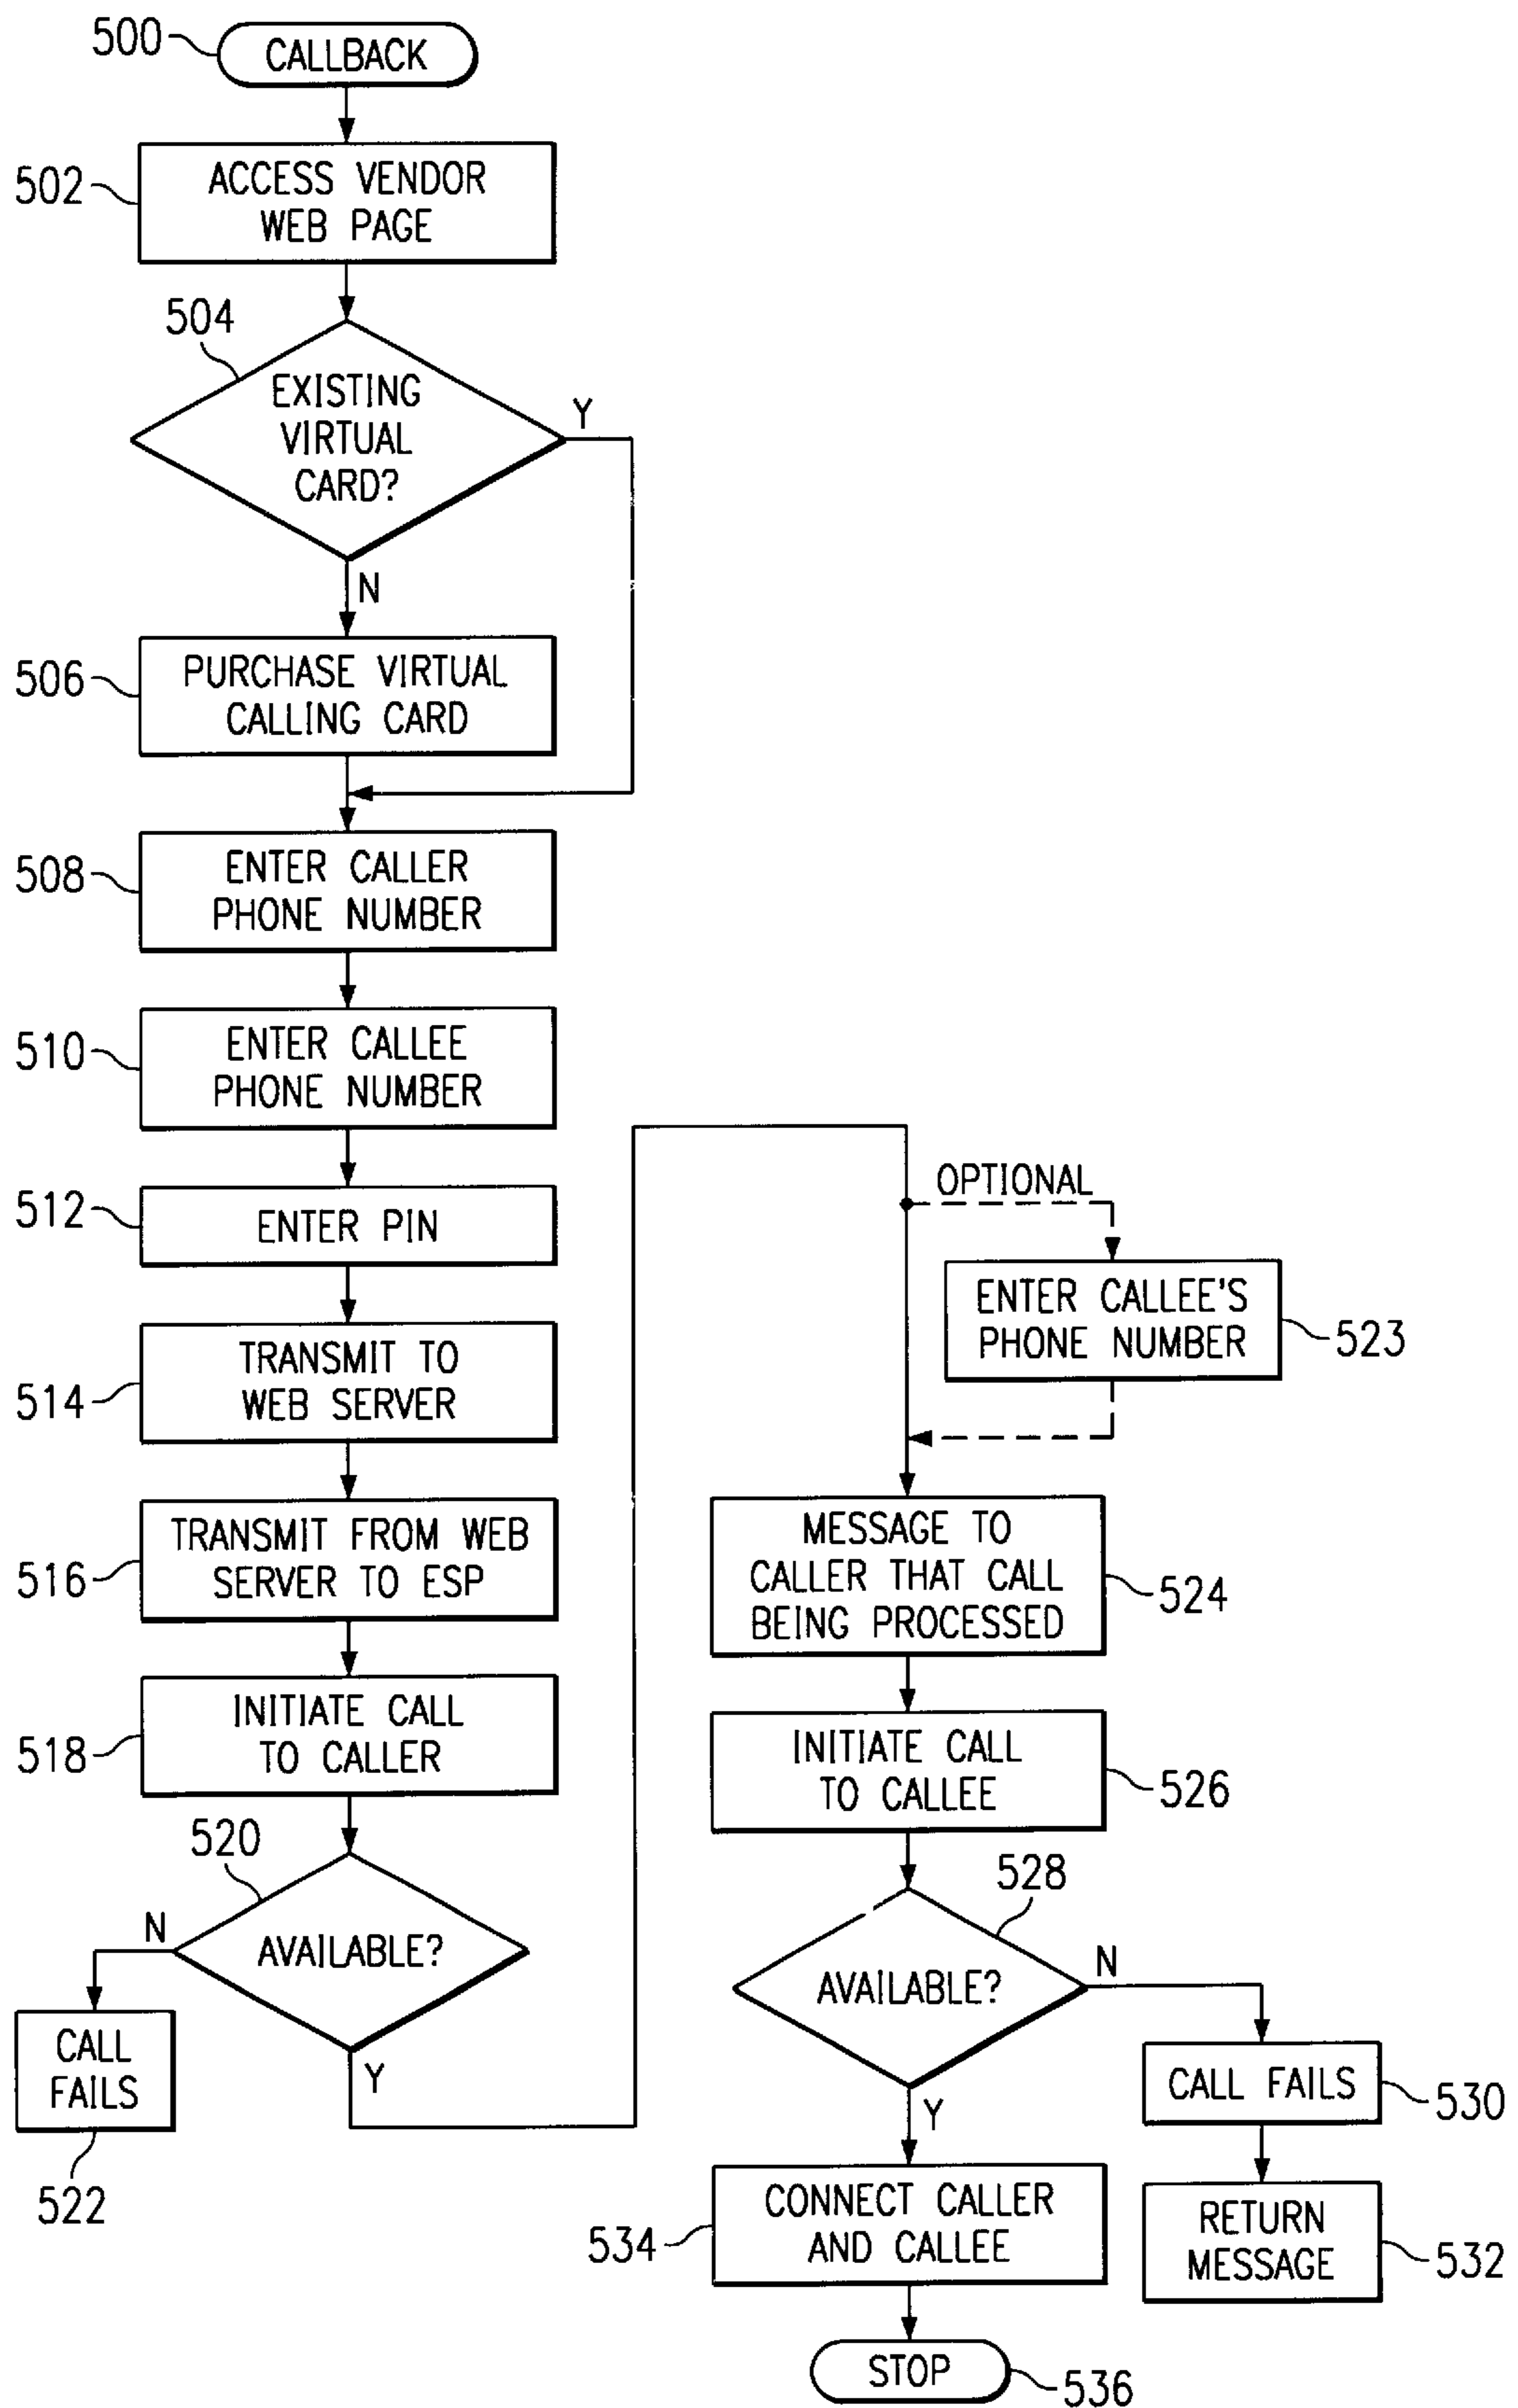 500
CALLBACK
502
ACCESS VENDOR
WEB PAGE
504
EXISTING
VIRTUAL
CARD?
Y
N
506
PURCHASE VIRTUAL
CALLING CARD
508
ENTER CALLER
PHONE NUMBER
510
ENTER CALLEE
PHONE NUMBER
512
ENTER PIN
514
TRANSMIT TO
WEB SERVER
516
TRANSMIT FROM WEB
SERVER TO ESP
518
INITIATE CALL
TO CALLER
520
AVAILABLE?
N
Y
CALL
FAILS
522
OPTIONAL
ENTER CALLEE'S
PHONE NUMBER
523
MESSAGE TO
CALLER THAT CALL
BEING PROCESSED
524
INITIATE CALL
TO CALLEE
526
528
AVAILABLE?
N
Y
CALL FAILS
530
RETURN
MESSAGE
532
534
CONNECT CALLER
AND CALLEE
STOP
536